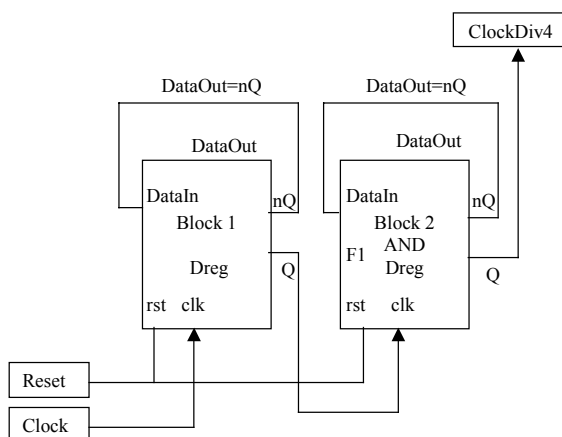 ClockDiv4
DataOut=nQ
DataOut=nQ
DataOut
DataOut
DataIn
nQ
Block 1
Dreg
Q
rst clk
DataIn
nQ
Block 2
AND
F1
Dreg
Q
rst clk
Reset
Clock